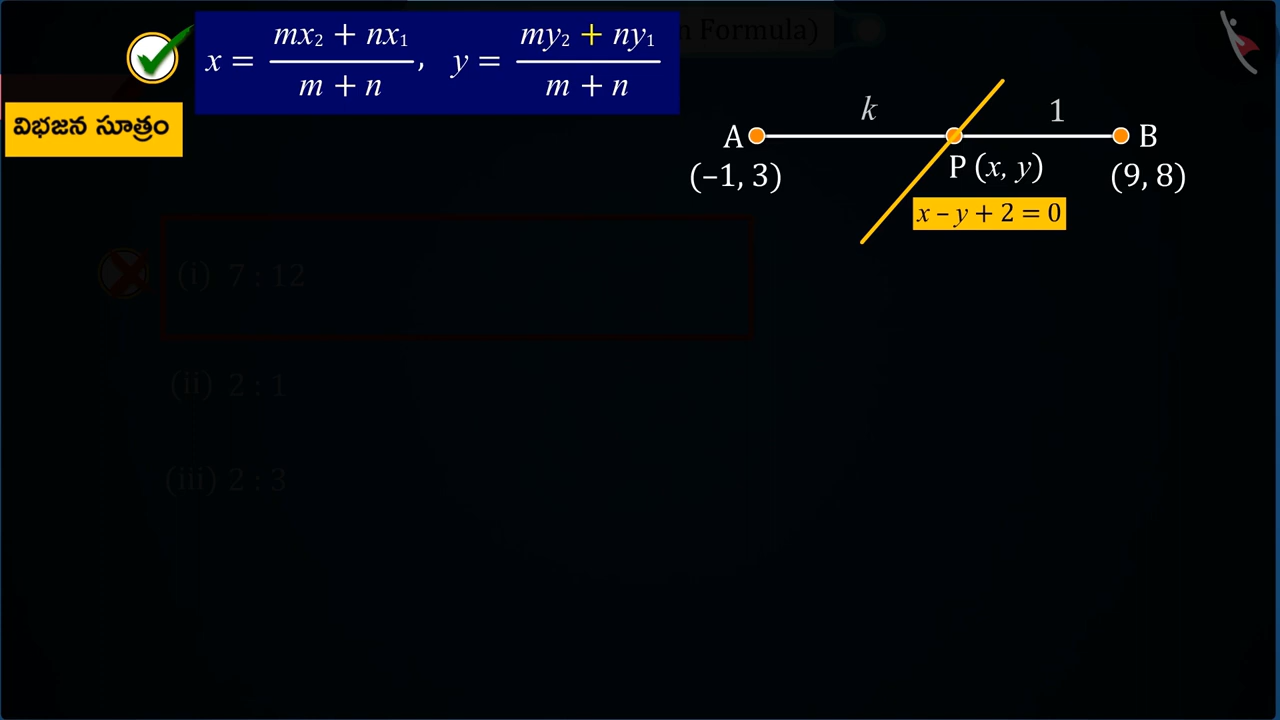 n Formula)
x = (mx₂ + nx₁)/(m + n), y = (my₂ + ny₁)/(m + n)
విభజన సూత్రం
k 1
A B
(–1, 3) P (x, y) (9, 8)
x – y + 2 = 0
(i) 7 : 12
(ii) 2 : 1
(iii) 2 : 3